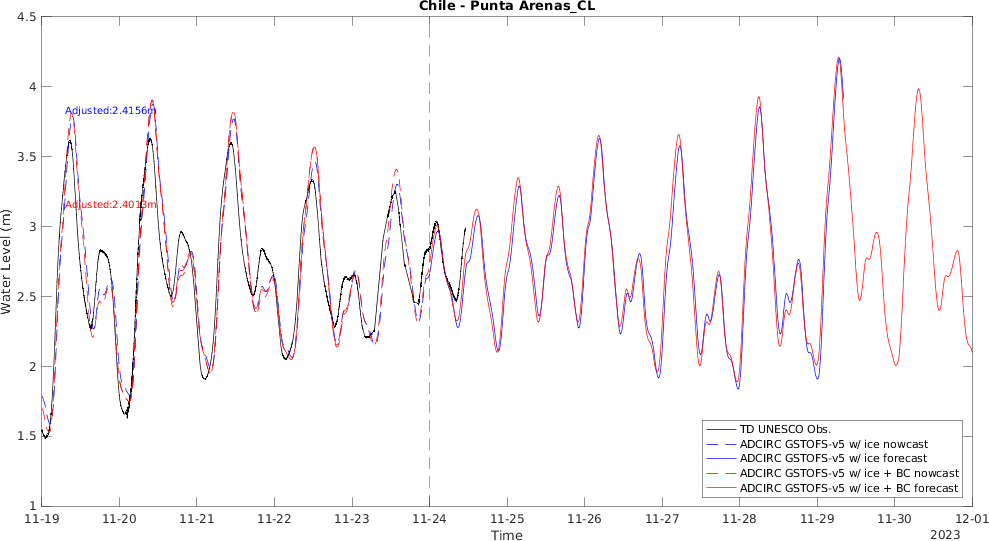 Chile - Punta Arenas_CL
4.5
4
3.5
3
2.5
2
1.5
1
Water Level (m)
Adjusted:2.4156m
Adjusted:2.4013m
TD UNESCO Obs.
ADCIRC GSTOFS-v5 w/ ice nowcast
ADCIRC GSTOFS-v5 w/ ice forecast
ADCIRC GSTOFS-v5 w/ ice + BC nowcast
ADCIRC GSTOFS-v5 w/ ice + BC forecast
11-19 11-20 11-21 11-22 11-23 11-24 11-25 11-26 11-27 11-28 11-29 11-30 12-01
Time
2023